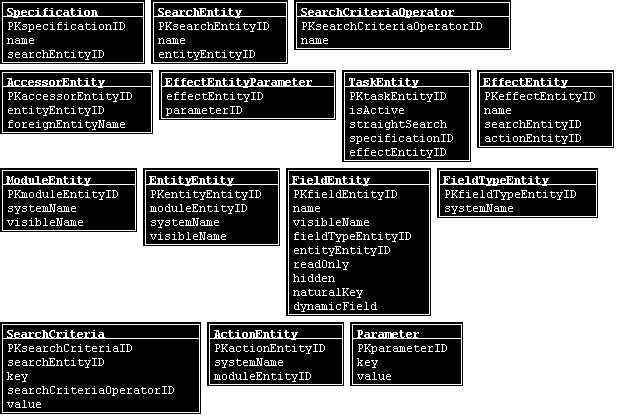 Specification
PKspecificationID
name
searchEntityID
SearchEntity
PKsearchEntityID
name
entityEntityID
SearchCriteriaOperator
PKsearchCriteriaOperatorID
name
AccessorEntity
PKaccessorEntityID
entityEntityID
foreignEntityName
EffectEntityParameter
effectEntityID
parameterID
TaskEntity
PKtaskEntityID
isActive
straightSearch
specificationID
effectEntityID
EffectEntity
PKeffectEntityID
name
searchEntityID
actionEntityID
ModuleEntity
PKmoduleEntityID
systemName
visibleName
EntityEntity
PKentityEntityID
moduleEntityID
systemName
visibleName
FieldEntity
PKfieldEntityID
name
visibleName
fieldTypeEntityID
entityEntityID
readOnly
hidden
naturalKey
dynamicField
FieldTypeEntity
PKfieldTypeEntityID
systemName
SearchCriteria
PKsearchCriteriaID
searchEntityID
key
searchCriteriaOperatorID
value
ActionEntity
PKactionEntityID
systemName
moduleEntityID
Parameter
PKparameterID
key
value